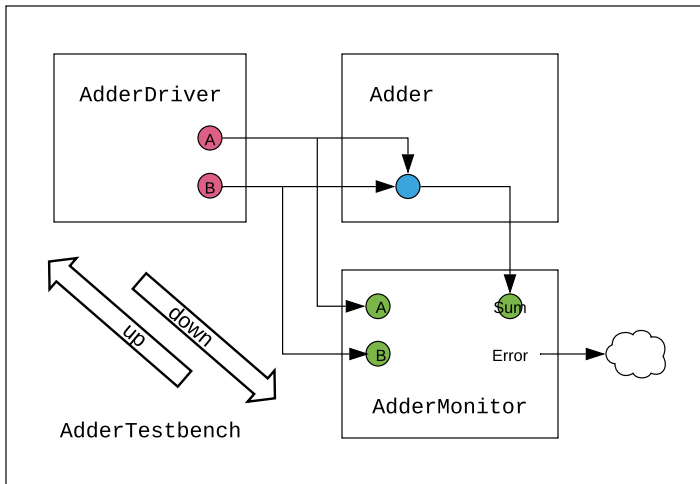 AdderDriver
A
B
Adder
A
B
Sum
Error
AdderMonitor
up
down
AdderTestbench